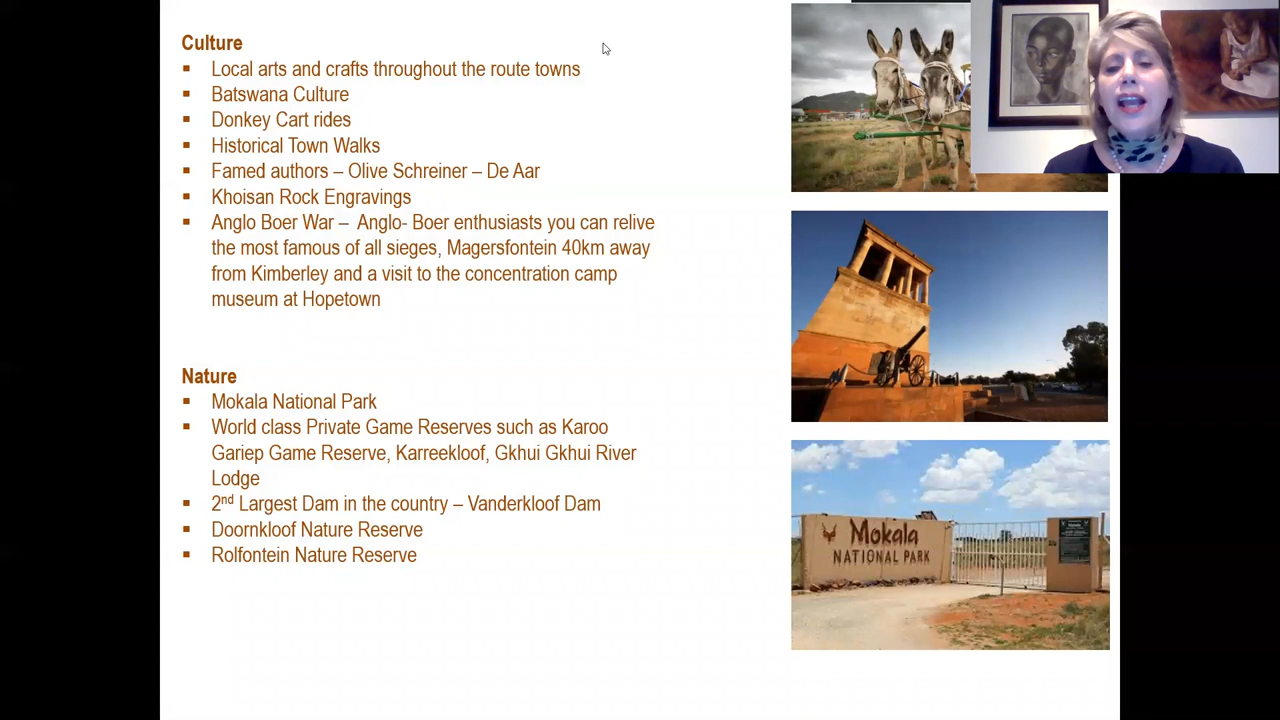 Culture
▪ Local arts and crafts throughout the route towns
▪ Batswana Culture
▪ Donkey Cart rides
▪ Historical Town Walks
▪ Famed authors – Olive Schreiner – De Aar
▪ Khoisan Rock Engravings
▪ Anglo Boer War – Anglo- Boer enthusiasts you can relive
the most famous of all sieges, Magersfontein 40km away
from Kimberley and a visit to the concentration camp
museum at Hopetown
Nature
▪ Mokala National Park
▪ World class Private Game Reserves such as Karoo
Gariep Game Reserve, Karreekloof, Gkhui Gkhui River
Lodge
▪ 2nd Largest Dam in the country – Vanderkloof Dam
▪ Doornkloof Nature Reserve
▪ Rolfontein Nature Reserve
Mokala
NATIONAL PARK